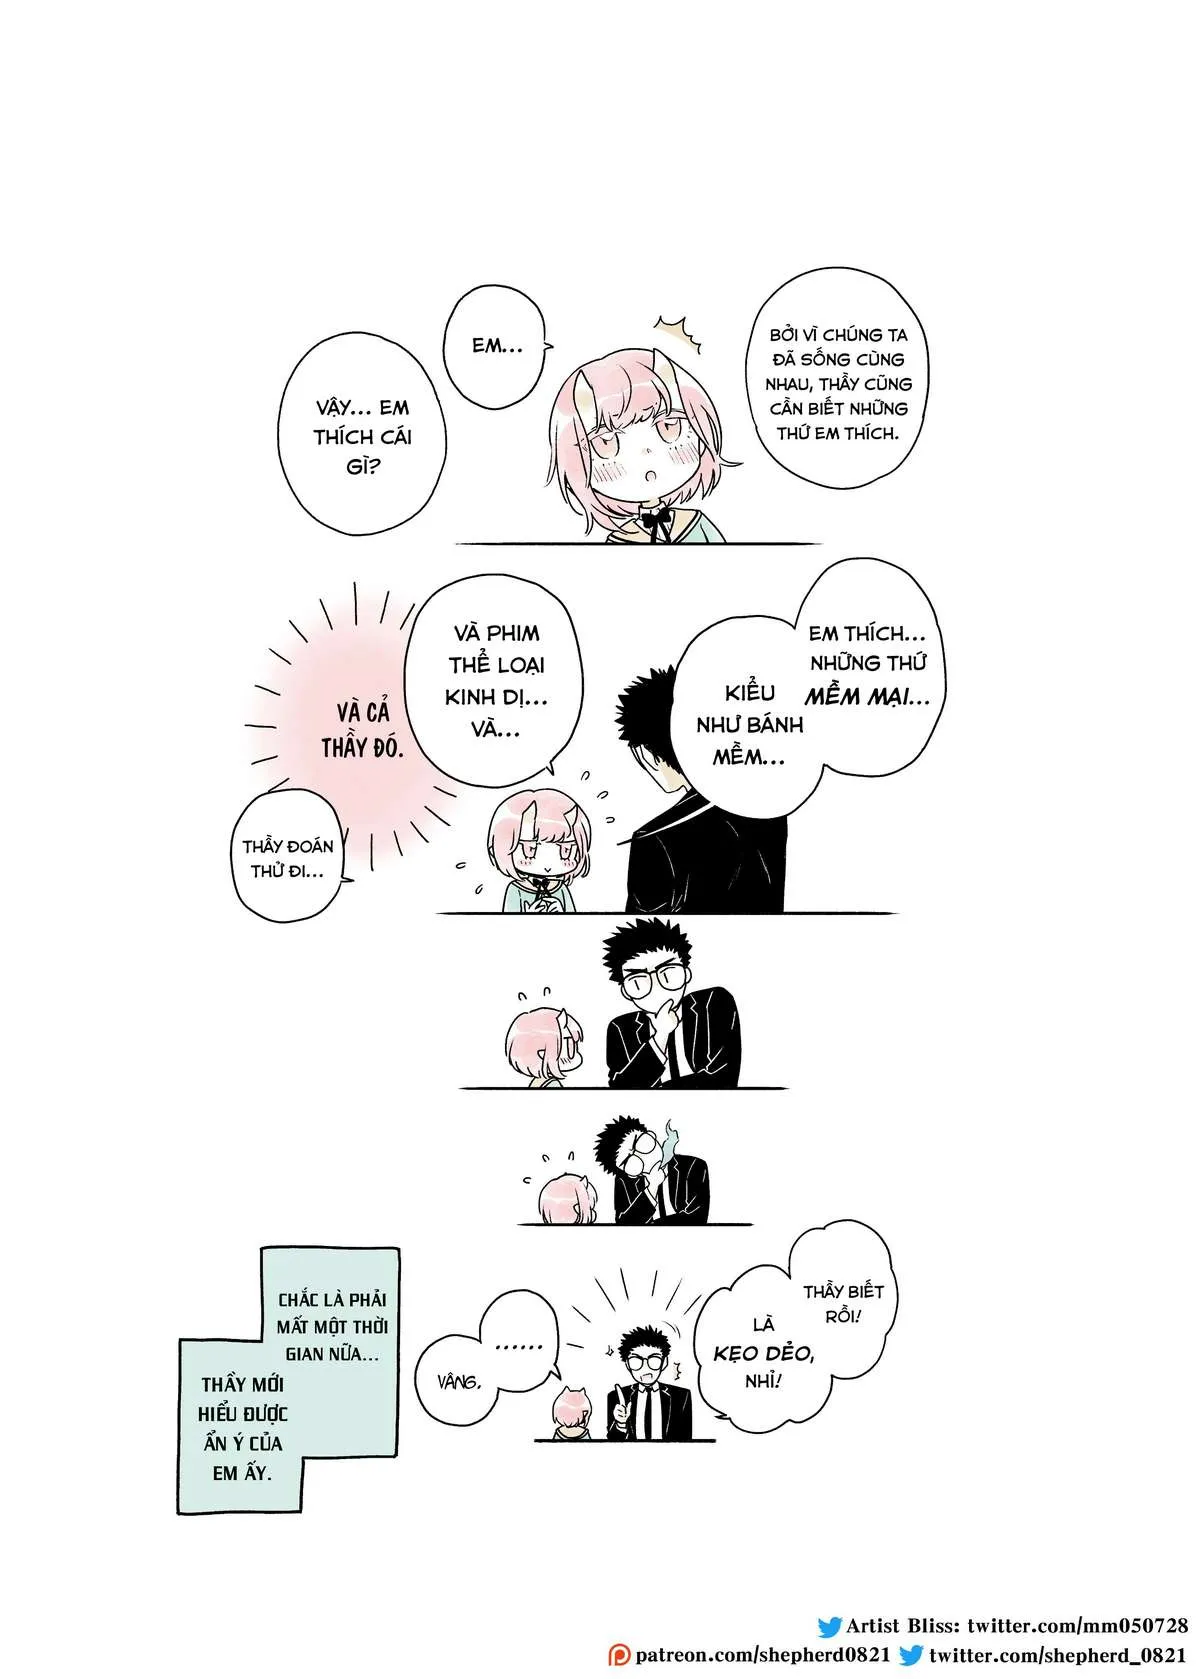 BỞI VÌ CHÚNG TA
ĐÃ SỐNG CÙNG
NHAU, THẦY CŨNG
CẦN BIẾT NHỮNG
THỨ EM THÍCH.
EM...
VẬY... EM
THÍCH CÁI
GÌ?
EM THÍCH...
NHỮNG THỨ
MỀM MẠI...
KIỂU
NHƯ BÁNH
MỀM...
VÀ PHIM
THỂ LOẠI
KINH DỊ...
VÀ...
VÀ CẢ
THẦY ĐÓ.
THẦY ĐOÁN
THỬ ĐI...
THẦY BIẾT
RỒI!
LÀ
KẸO DẺO,
NHỈ!
......
VÂNG.
CHẮC LÀ PHẢI
MẤT MỘT THỜI
GIAN NỮA...
THẦY MỚI
HIỂU ĐƯỢC
ẨN Ý CỦA
EM ẤY.
Artist Bliss: twitter.com/mm050728
patreon.com/shepherd0821 twitter.com/shepherd_0821